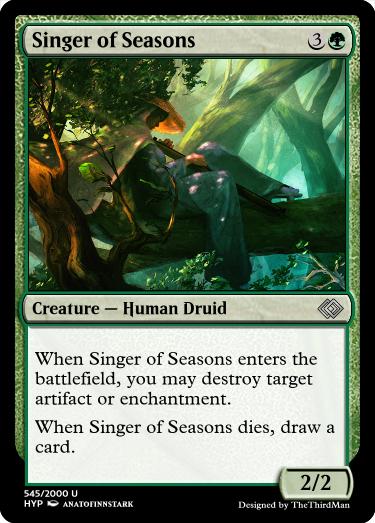 Singer of Seasons 3
Creature — Human Druid
When Singer of Seasons enters the
battlefield, you may destroy target
artifact or enchantment.
When Singer of Seasons dies, draw a
card.
2/2
545/2000 U
HYP ANATOFINNSTARK
Designed by TheThirdMan